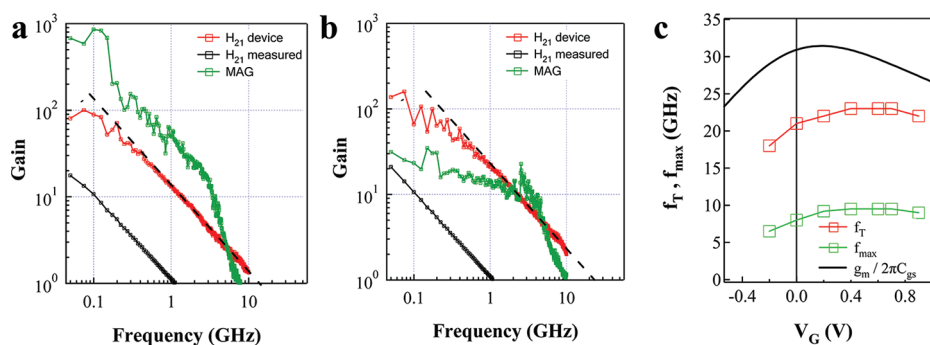 a
10³
10²
10¹
10⁰
Gain
0.1
1
10
Frequency (GHz)
H₂₁ device
H₂₁ measured
MAG
b
10³
10²
10¹
10⁰
Gain
0.1
1
10
Frequency (GHz)
H₂₁ device
H₂₁ measured
MAG
c
35
30
25
20
15
10
5
0
f_T , f_max (GHz)
-0.4
0.0
0.4
0.8
V_G (V)
f_T
f_max
g_m / 2πC_gs